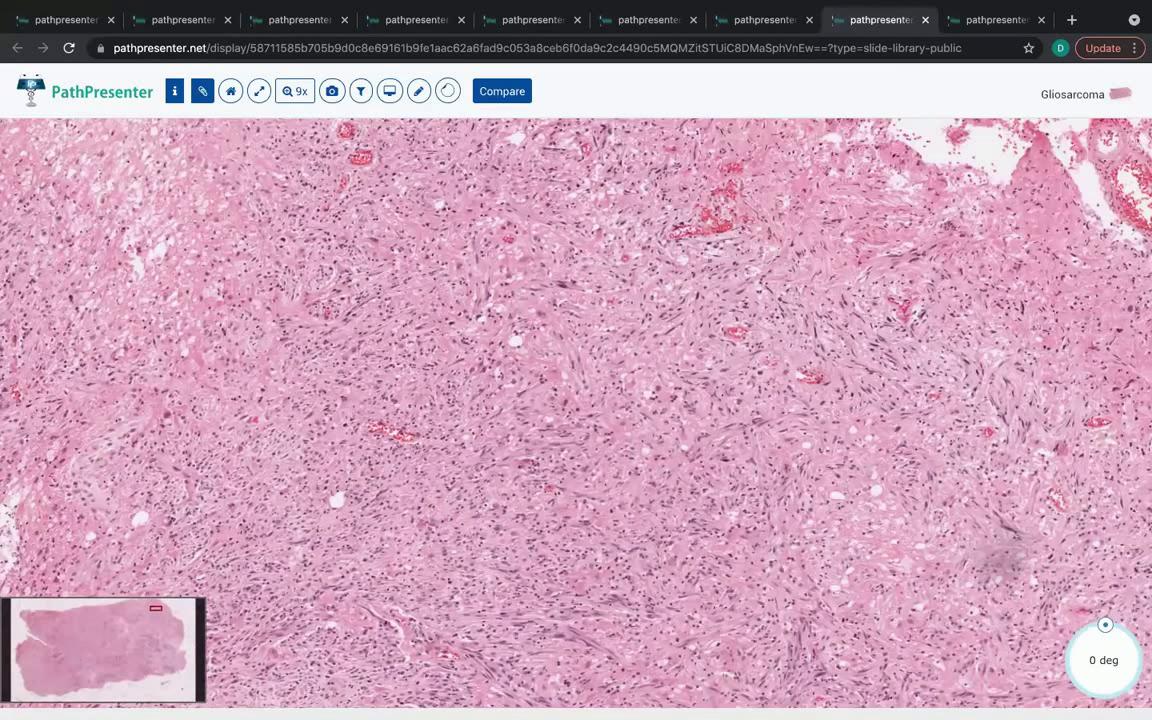 pathpresenter pathpresenter pathpresenter pathpresenter pathpresenter pathpresenter pathpresenter pathpresenter pathpresenter
pathpresenter.net/display/58711585b705b9d0c8e69161b9fe1aac62a6fad9c053a8ceb6f0da9c2c4490c5MQMZitSTUiC8DMaSphVnEw==?type=slide-library-public D Update
PathPresenter i 9x Compare Gliosarcoma
0 deg